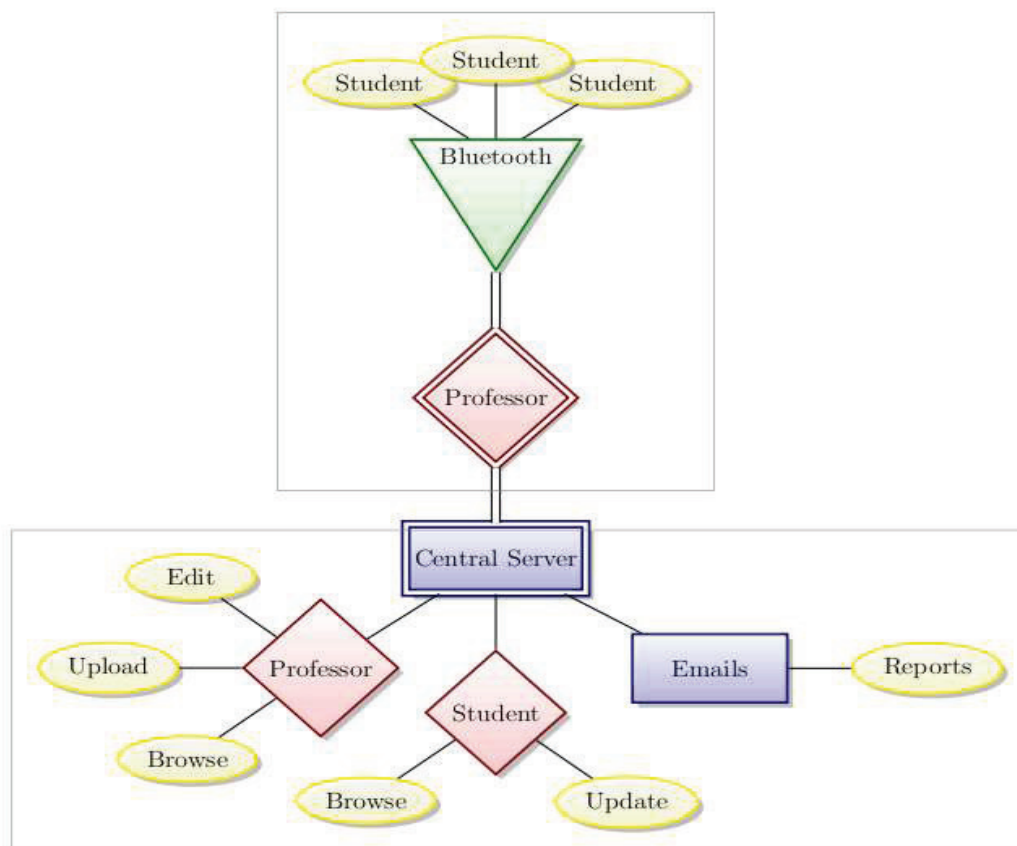 Student
Student
Student
Bluetooth
Professor
Central Server
Edit
Upload
Professor
Browse
Student
Browse
Update
Emails
Reports